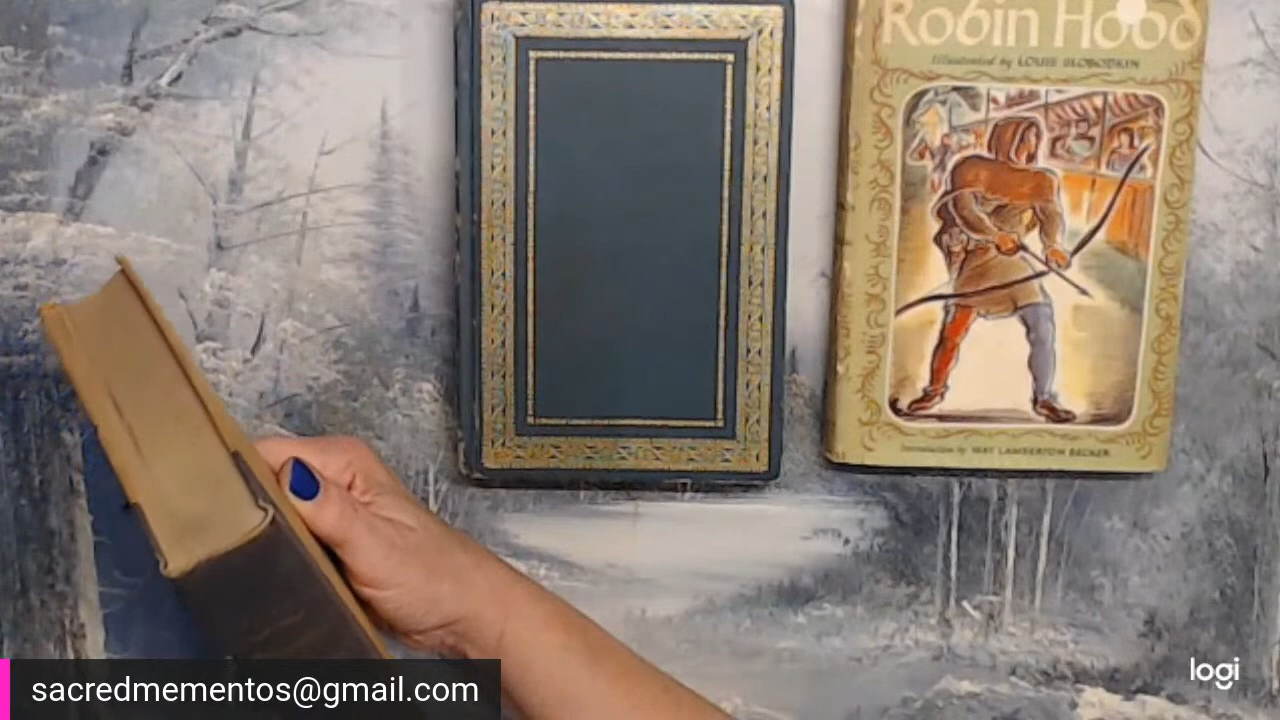 Robin Hood
Illustrated by LOUIS SLOBODKIN
Introduction by MAY LAMBERTON BECKER
sacredmementos@gmail.com
logi